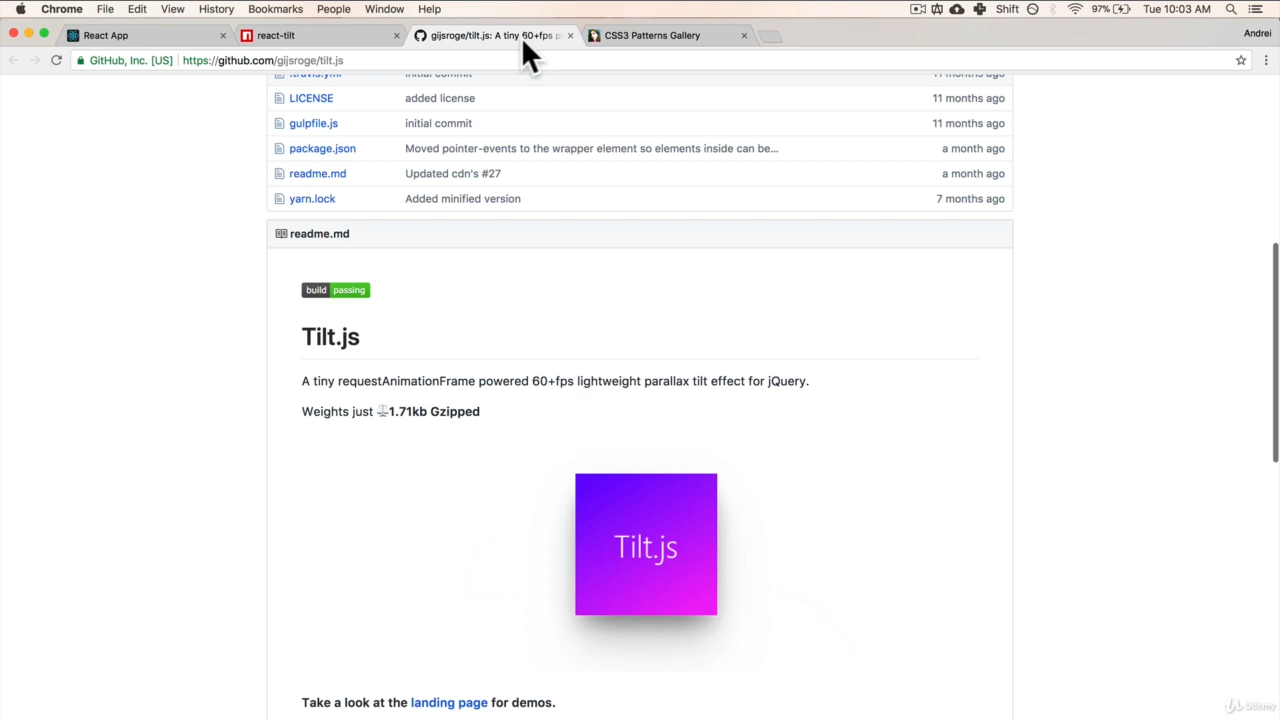 Chrome File Edit View History Bookmarks People Window Help Shift 97% Tue 10:03 AM
React App react-tilt gijsroge/tilt.js: A tiny 60+fps p CSS3 Patterns Gallery Andrei
GitHub, Inc. [US] https://github.com/gijsroge/tilt.js
.travis.yml initial commit 11 months ago
LICENSE added license 11 months ago
gulpfile.js initial commit 11 months ago
package.json Moved pointer-events to the wrapper element so elements inside can be... a month ago
readme.md Updated cdn's #27 a month ago
yarn.lock Added minified version 7 months ago
readme.md
build passing
Tilt.js
A tiny requestAnimationFrame powered 60+fps lightweight parallax tilt effect for jQuery.
Weights just 1.71kb Gzipped
Tilt.js
Take a look at the landing page for demos.
Udemy